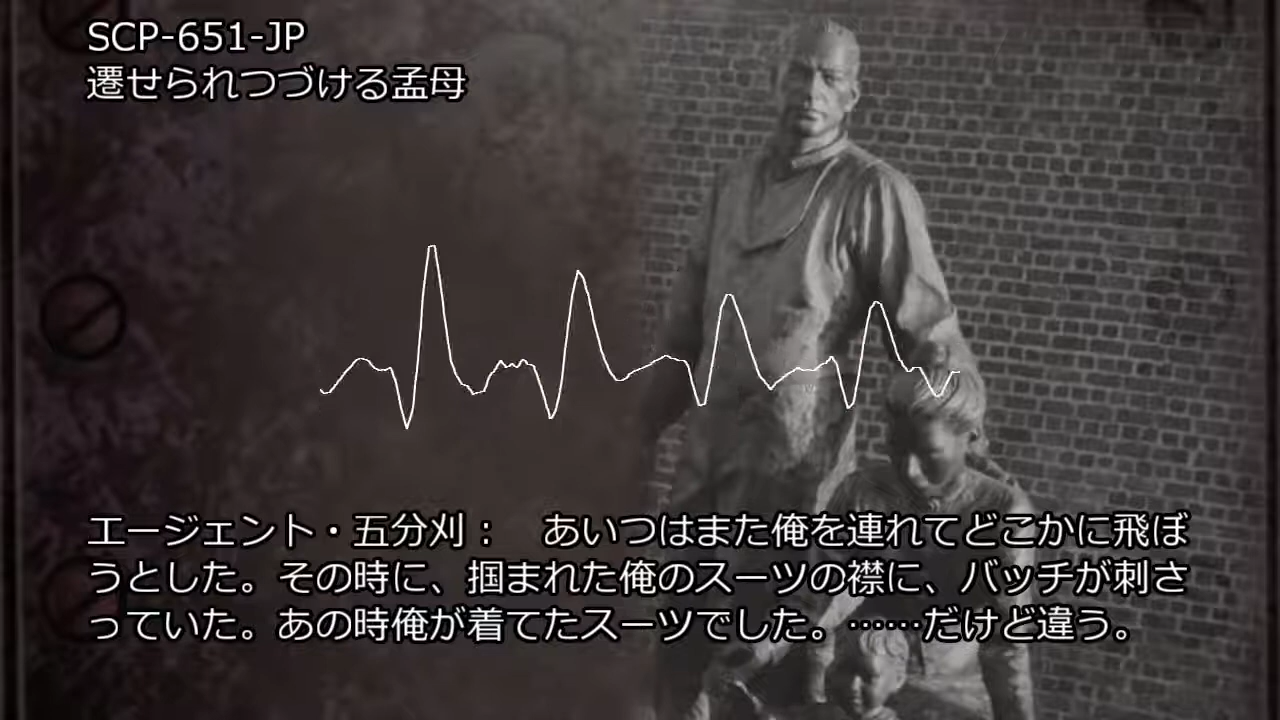 SCP-651-JP
遷せられつづける孟母
エージェント・五分刈：　あいつはまた俺を連れてどこかに飛ぼ
うとした。その時に、掴まれた俺のスーツの襟に、バッチが刺さ
っていた。あの時俺が着てたスーツでした。……だけど違う。